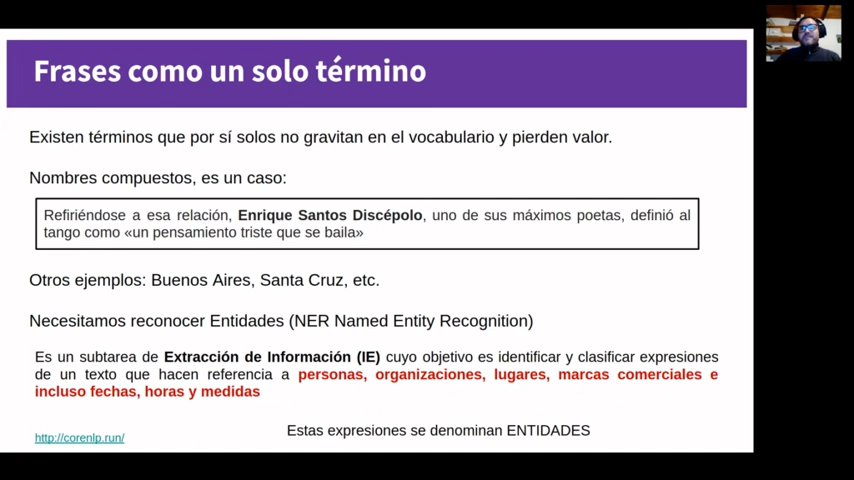 Frases como un solo término
Existen términos que por sí solos no gravitan en el vocabulario y pierden valor.
Nombres compuestos, es un caso:
Refiriéndose a esa relación, Enrique Santos Discépolo, uno de sus máximos poetas, definió al
tango como «un pensamiento triste que se baila»
Otros ejemplos: Buenos Aires, Santa Cruz, etc.
Necesitamos reconocer Entidades (NER Named Entity Recognition)
Es un subtarea de Extracción de Información (IE) cuyo objetivo es identificar y clasificar expresiones
de un texto que hacen referencia a personas, organizaciones, lugares, marcas comerciales e
incluso fechas, horas y medidas
Estas expresiones se denominan ENTIDADES
http://corenlp.run/